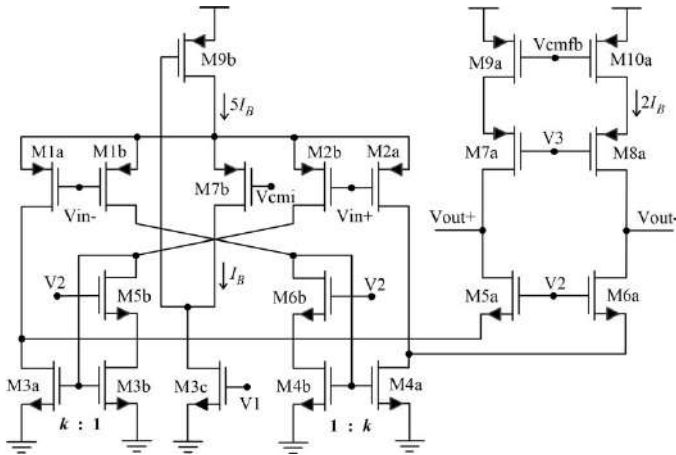 M9b
Vcmfb
M9a
M10a
5I_B
2I_B
M1a
M1b
M2b
M2a
V3
M7a
M8a
M7b
Vcmi
Vin-
Vin+
Vout+
Vout-
V2
I_B
V2
V2
M5b
M6b
M5a
M6a
M3a
M3b
M3c
M4b
M4a
V1
k : 1
1 : k